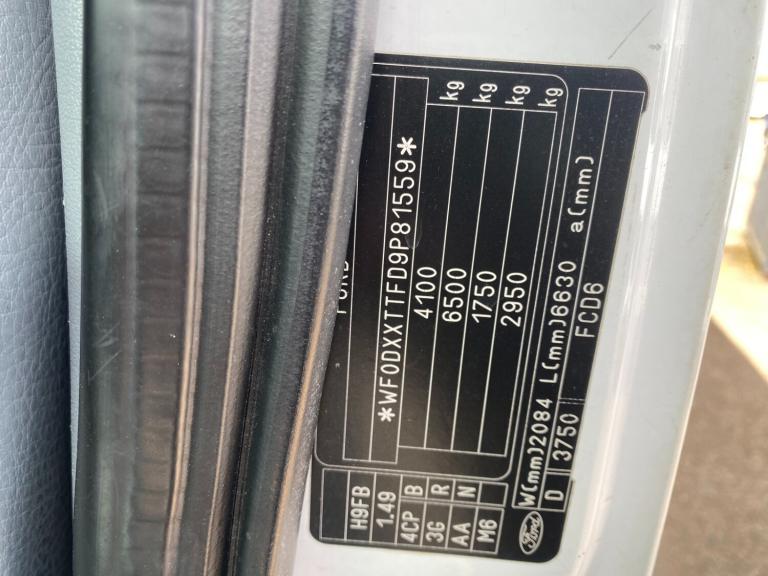 *WF0DXXTTFD9P81559*
4100 kg
6500 kg
1750 kg
2950 kg
H9FB
1.49
4CP B
3G R
AA N
M6
Ford
W(mm)2084 L(mm)6630 a(mm)
D 3750 FCD6